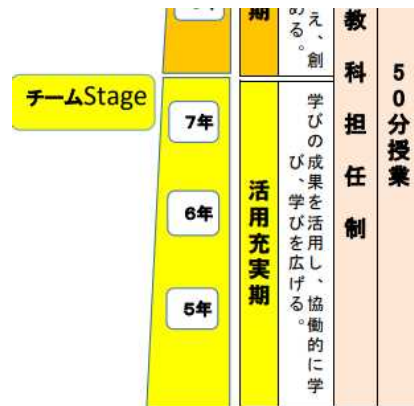 チームStage
7年
6年
5年
期
活用充実期
え、創
める。
学びの成果を活用し、協働的に学
び、学びを広げる。
教科担任制
50分授業